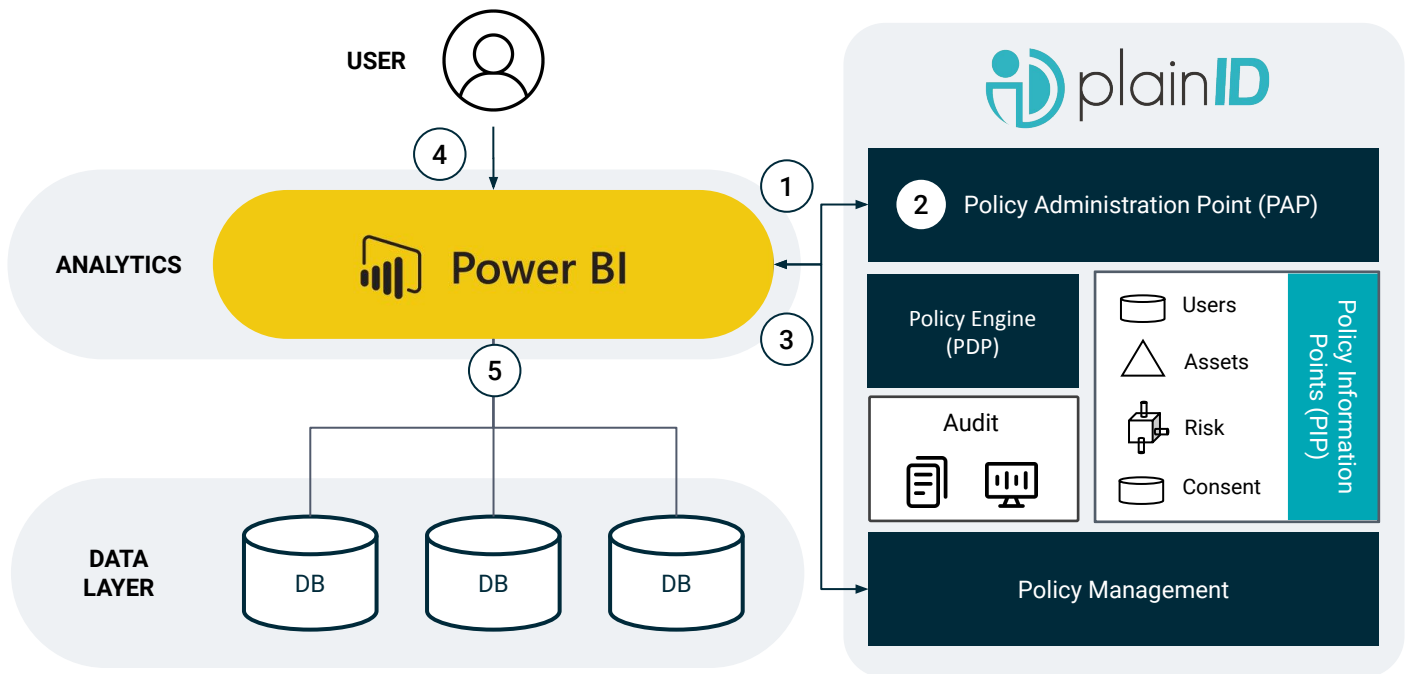 USER
4
ANALYTICS
Power BI
1
3
5
DATA
LAYER
DB
DB
DB
plainID
2
Policy Administration Point (PAP)
Policy Engine
(PDP)
Audit
Users
Assets
Risk
Consent
Policy Information
Points (PIP)
Policy Management